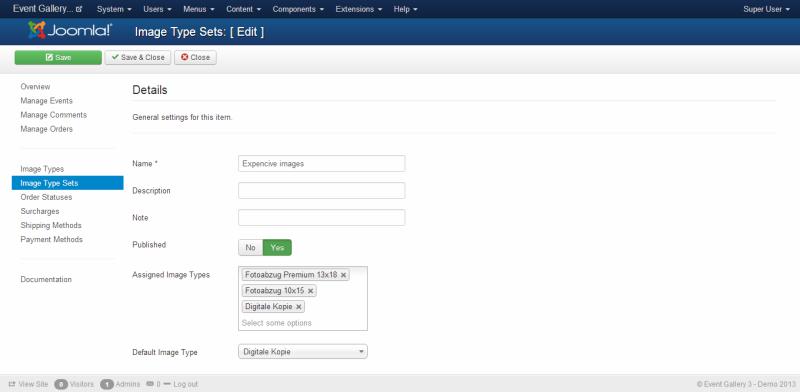 Event Gallery... System Users Menus Content Components Extensions Help Super User
Joomla! Image Type Sets: [ Edit ]
Save Save & Close Close
Overview
Manage Events
Manage Comments
Manage Orders
Image Types
Image Type Sets
Order Statuses
Surcharges
Shipping Methods
Payment Methods
Documentation
Details
General settings for this item.
Name * Expencive images
Description
Note
Published No Yes
Assigned Image Types Fotoabzug Premium 13x18
Fotoabzug 10x15
Digitale Kopie
Select some options
Default Image Type Digitale Kopie
View Site 0 Visitors 1 Admins 0 Log out © Event Gallery 3 - Demo 2013